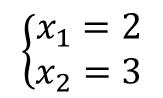 x₁ = 2
x₂ = 3